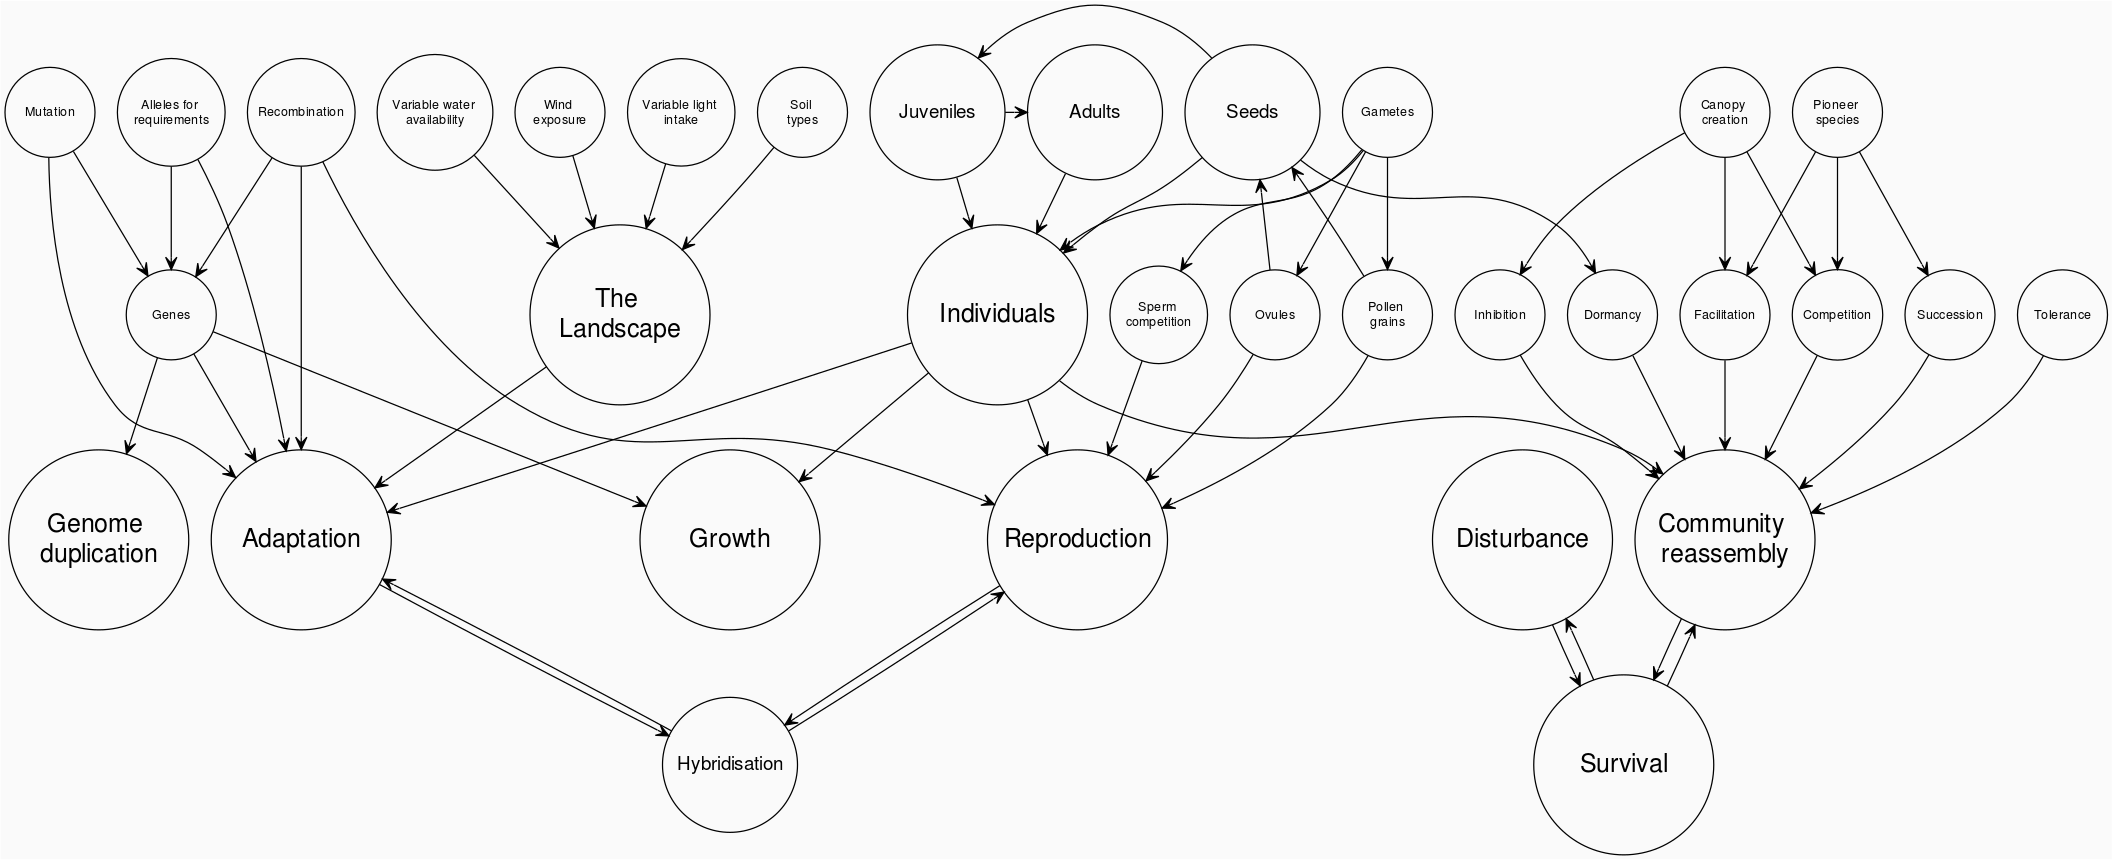 Mutation
Alleles for
requirements
Recombination
Variable water
availability
Wind
exposure
Variable light
intake
Soil
types
Juveniles
Adults
Seeds
Gametes
Canopy
creation
Pioneer
species
Genes
The
Landscape
Individuals
Sperm
competition
Ovules
Pollen
grains
Inhibition
Dormancy
Facilitation
Competition
Succession
Tolerance
Genome
duplication
Adaptation
Growth
Reproduction
Disturbance
Community
reassembly
Hybridisation
Survival